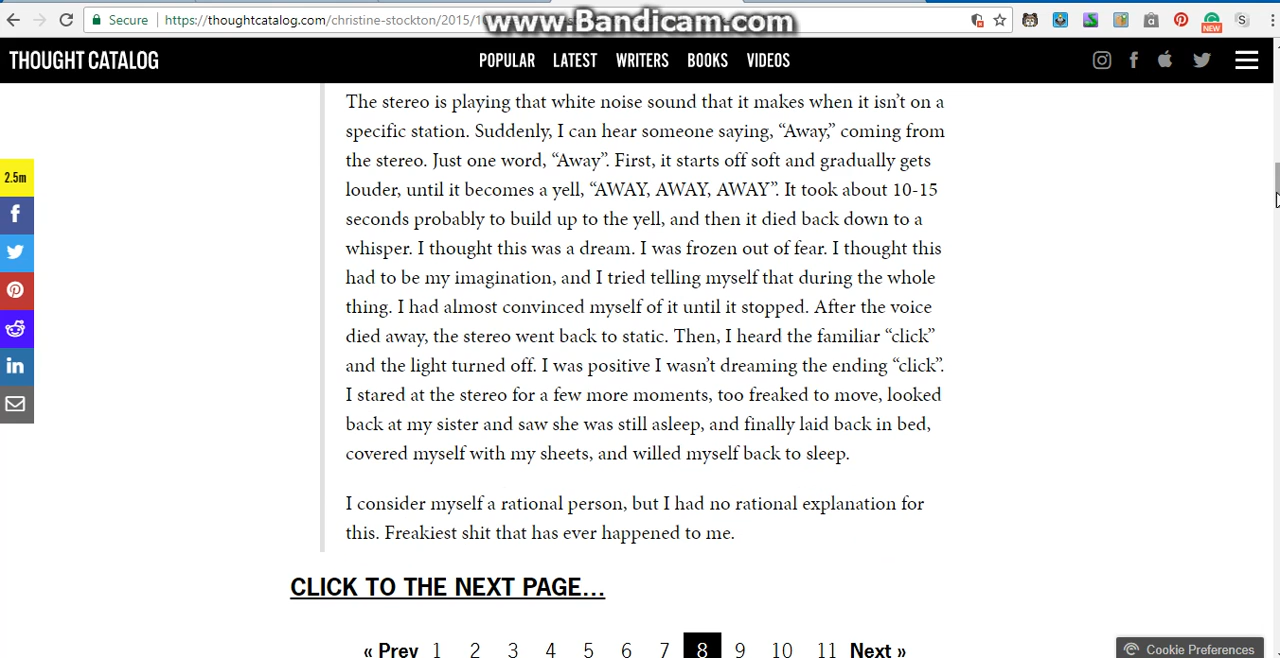 www.Bandicam.com
Secure | https://thoughtcatalog.com/christine-stockton/2015/1
NEW
THOUGHT CATALOG
POPULAR LATEST WRITERS BOOKS VIDEOS
The stereo is playing that white noise sound that it makes when it isn’t on a
specific station. Suddenly, I can hear someone saying, “Away,” coming from
the stereo. Just one word, “Away”. First, it starts off soft and gradually gets
louder, until it becomes a yell, “AWAY, AWAY, AWAY”. It took about 10-15
seconds probably to build up to the yell, and then it died back down to a
whisper. I thought this was a dream. I was frozen out of fear. I thought this
had to be my imagination, and I tried telling myself that during the whole
thing. I had almost convinced myself of it until it stopped. After the voice
died away, the stereo went back to static. Then, I heard the familiar “click”
and the light turned off. I was positive I wasn’t dreaming the ending “click”.
I stared at the stereo for a few more moments, too freaked to move, looked
back at my sister and saw she was still asleep, and finally laid back in bed,
covered myself with my sheets, and willed myself back to sleep.
I consider myself a rational person, but I had no rational explanation for
this. Freakiest shit that has ever happened to me.
2.5m
CLICK TO THE NEXT PAGE…
« Prev 1 2 3 4 5 6 7 8 9 10 11 Next »
Cookie Preferences